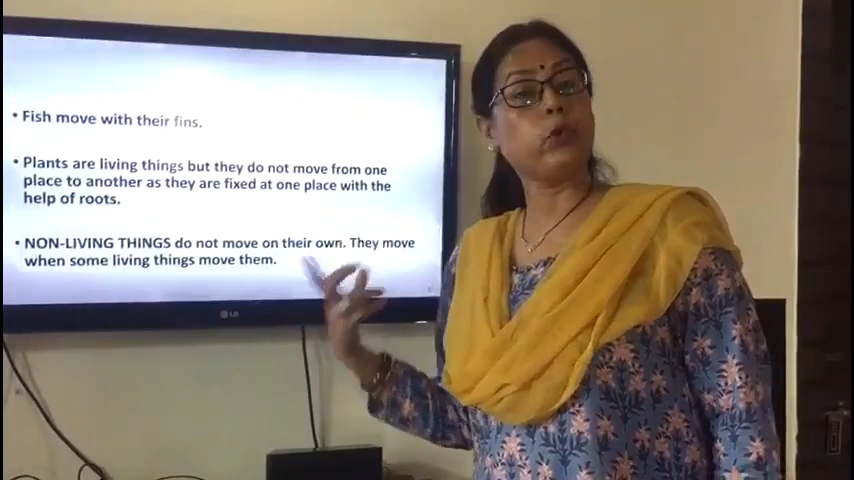 • Fish move with their fins.
• Plants are living things but they do not move from one
place to another as they are fixed at one place with the
help of roots.
• NON-LIVING THINGS do not move on their own. They move
when some living things move them.
LG